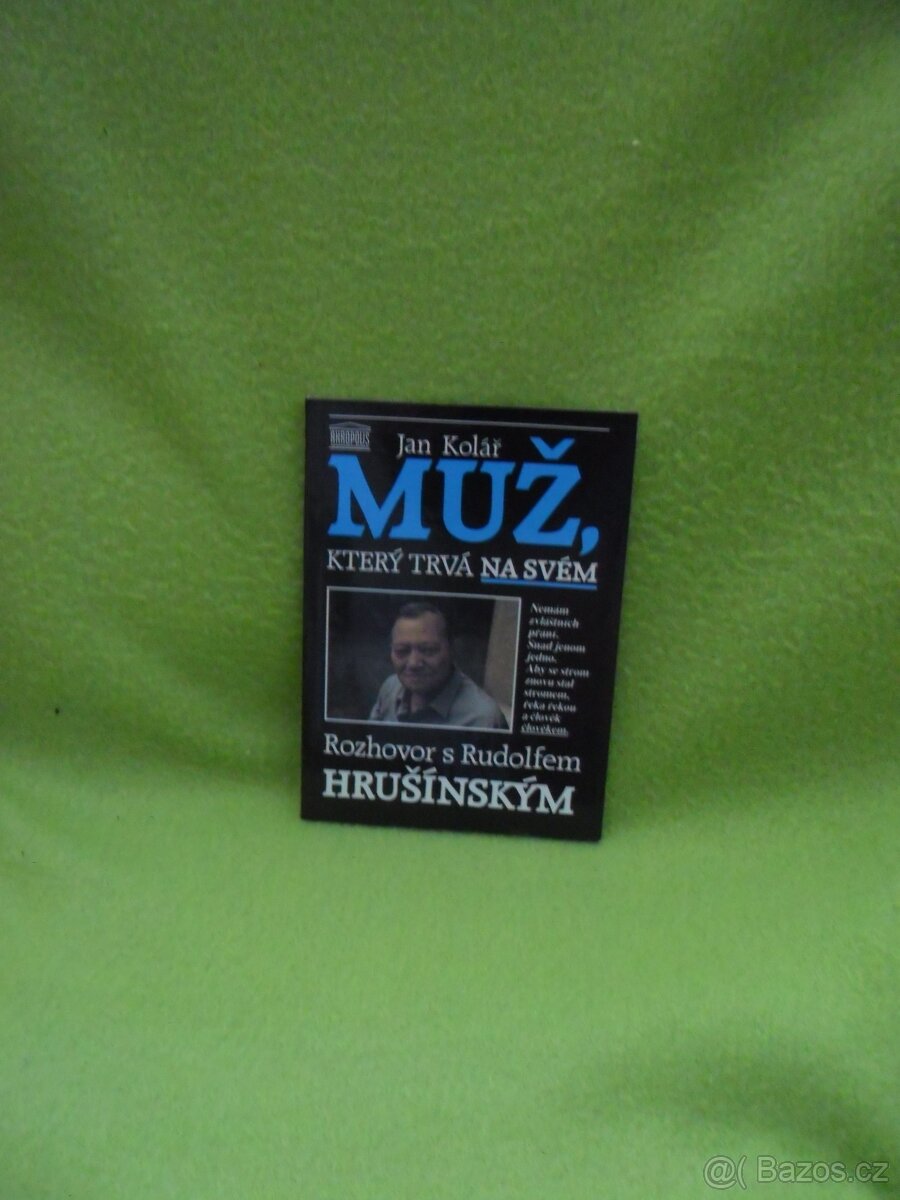 AKROPOLIS
Jan Kolář
MUŽ,
KTERÝ TRVÁ NA SVÉM
Nemám
zvláštních
přání.
Snad jenom
jedno.
Aby se strom
znovu stal
stromem,
řeka řekou
a člověk
člověkem.
Rozhovor s Rudolfem
HRUŠÍNSKÝM
@( Bazos.cz